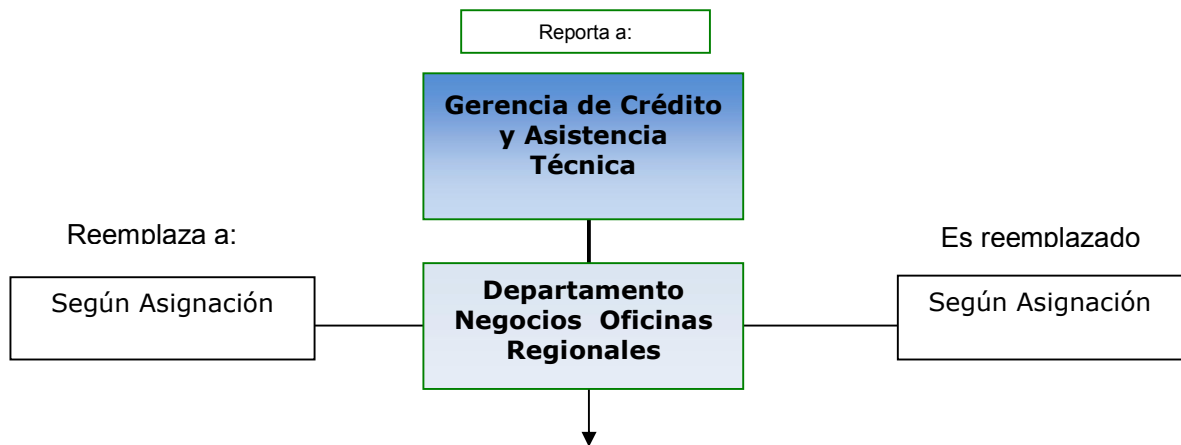 Reporta a:
Gerencia de Crédito
y Asistencia
Técnica
Reemplaza a:
Es reemplazado
Según Asignación
Departamento
Negocios Oficinas
Regionales
Según Asignación